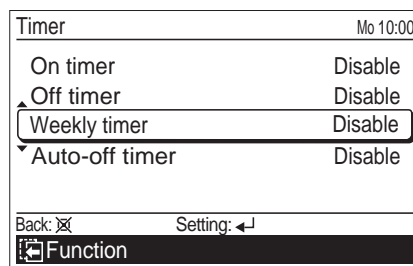 Timer Mo 10:00
On timer Disable
Off timer Disable
Weekly timer Disable
Auto-off timer Disable
Back: Setting:
Function